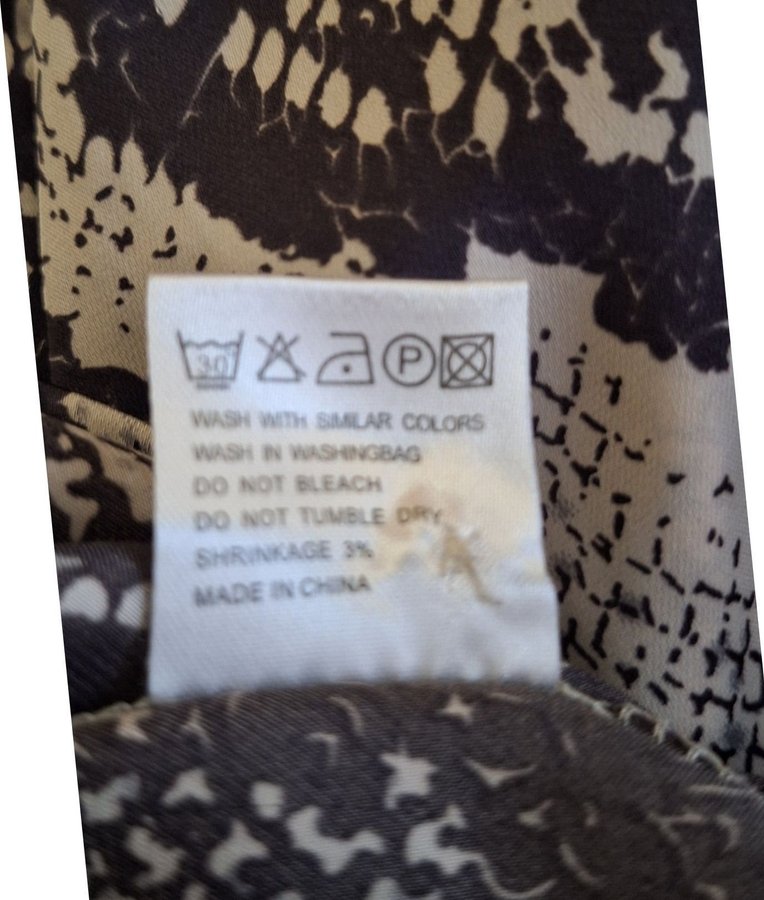 30
P
WASH WITH SIMILAR COLORS
WASH IN WASHINGBAG
DO NOT BLEACH
DO NOT TUMBLE DRY
SHRINKAGE 3%
MADE IN CHINA